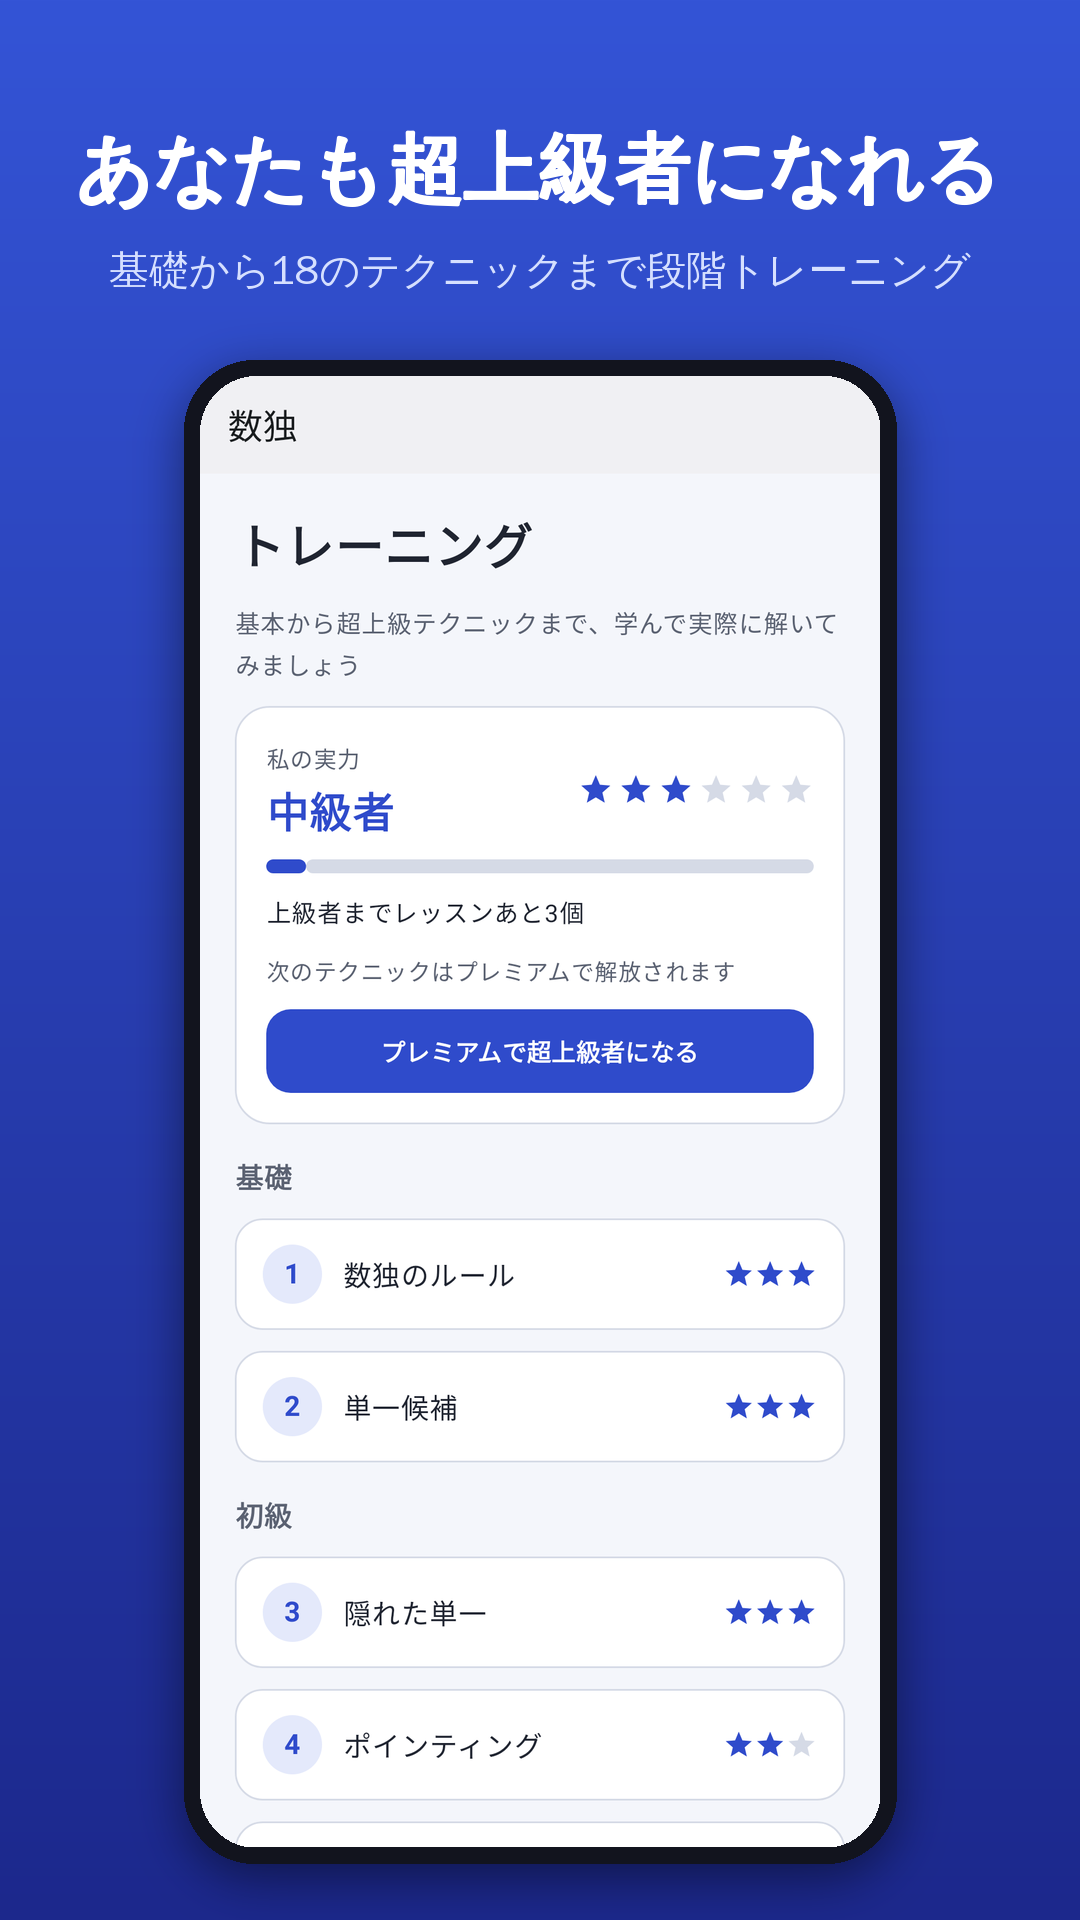 あなたも超上級者になれる
基礎から18のテクニックまで段階トレーニング
数独
トレーニング
基本から超上級テクニックまで、学んで実際に解いて
みましょう
私の実力
中級者
上級者までレッスンあと3個
次のテクニックはプレミアムで解放されます
プレミアムで超上級者になる
基礎
1 数独のルール
2 単一候補
初級
3 隠れた単一
4 ポインティング